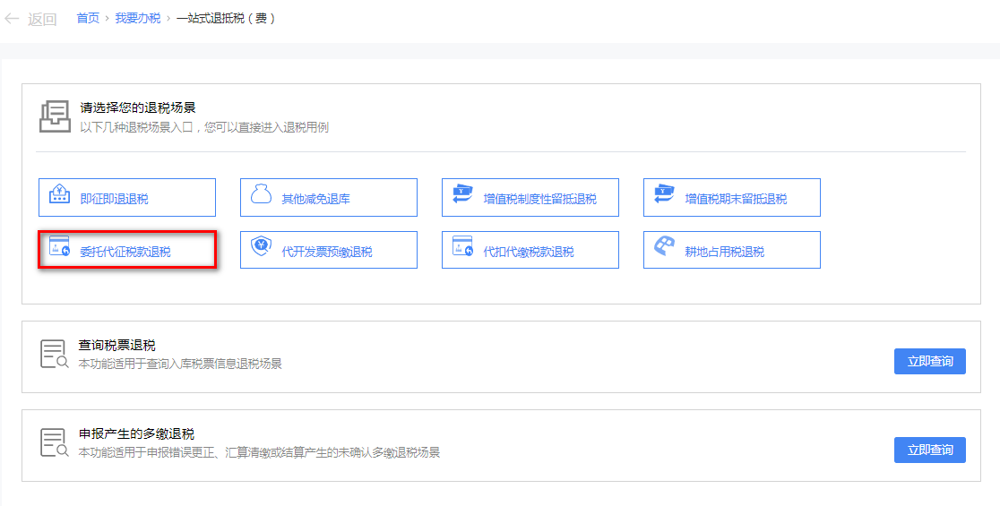 返回 首页 > 我要办税 > 一站式退抵税（费）
请选择您的退税场景
以下几种退税场景入口，您可以直接进入退税用例
即征即退退税 其他减免退库 增值税制度性留抵退税 增值税期末留抵退税
委托代征税款退税 代开发票预缴退税 代扣代缴税款退税 耕地占用税退税
查询税票退税
本功能适用于查询入库税票信息退税场景
立即查询
申报产生的多缴退税
本功能适用于申报错误更正、汇算清缴或结算产生的未确认多缴退税场景
立即查询